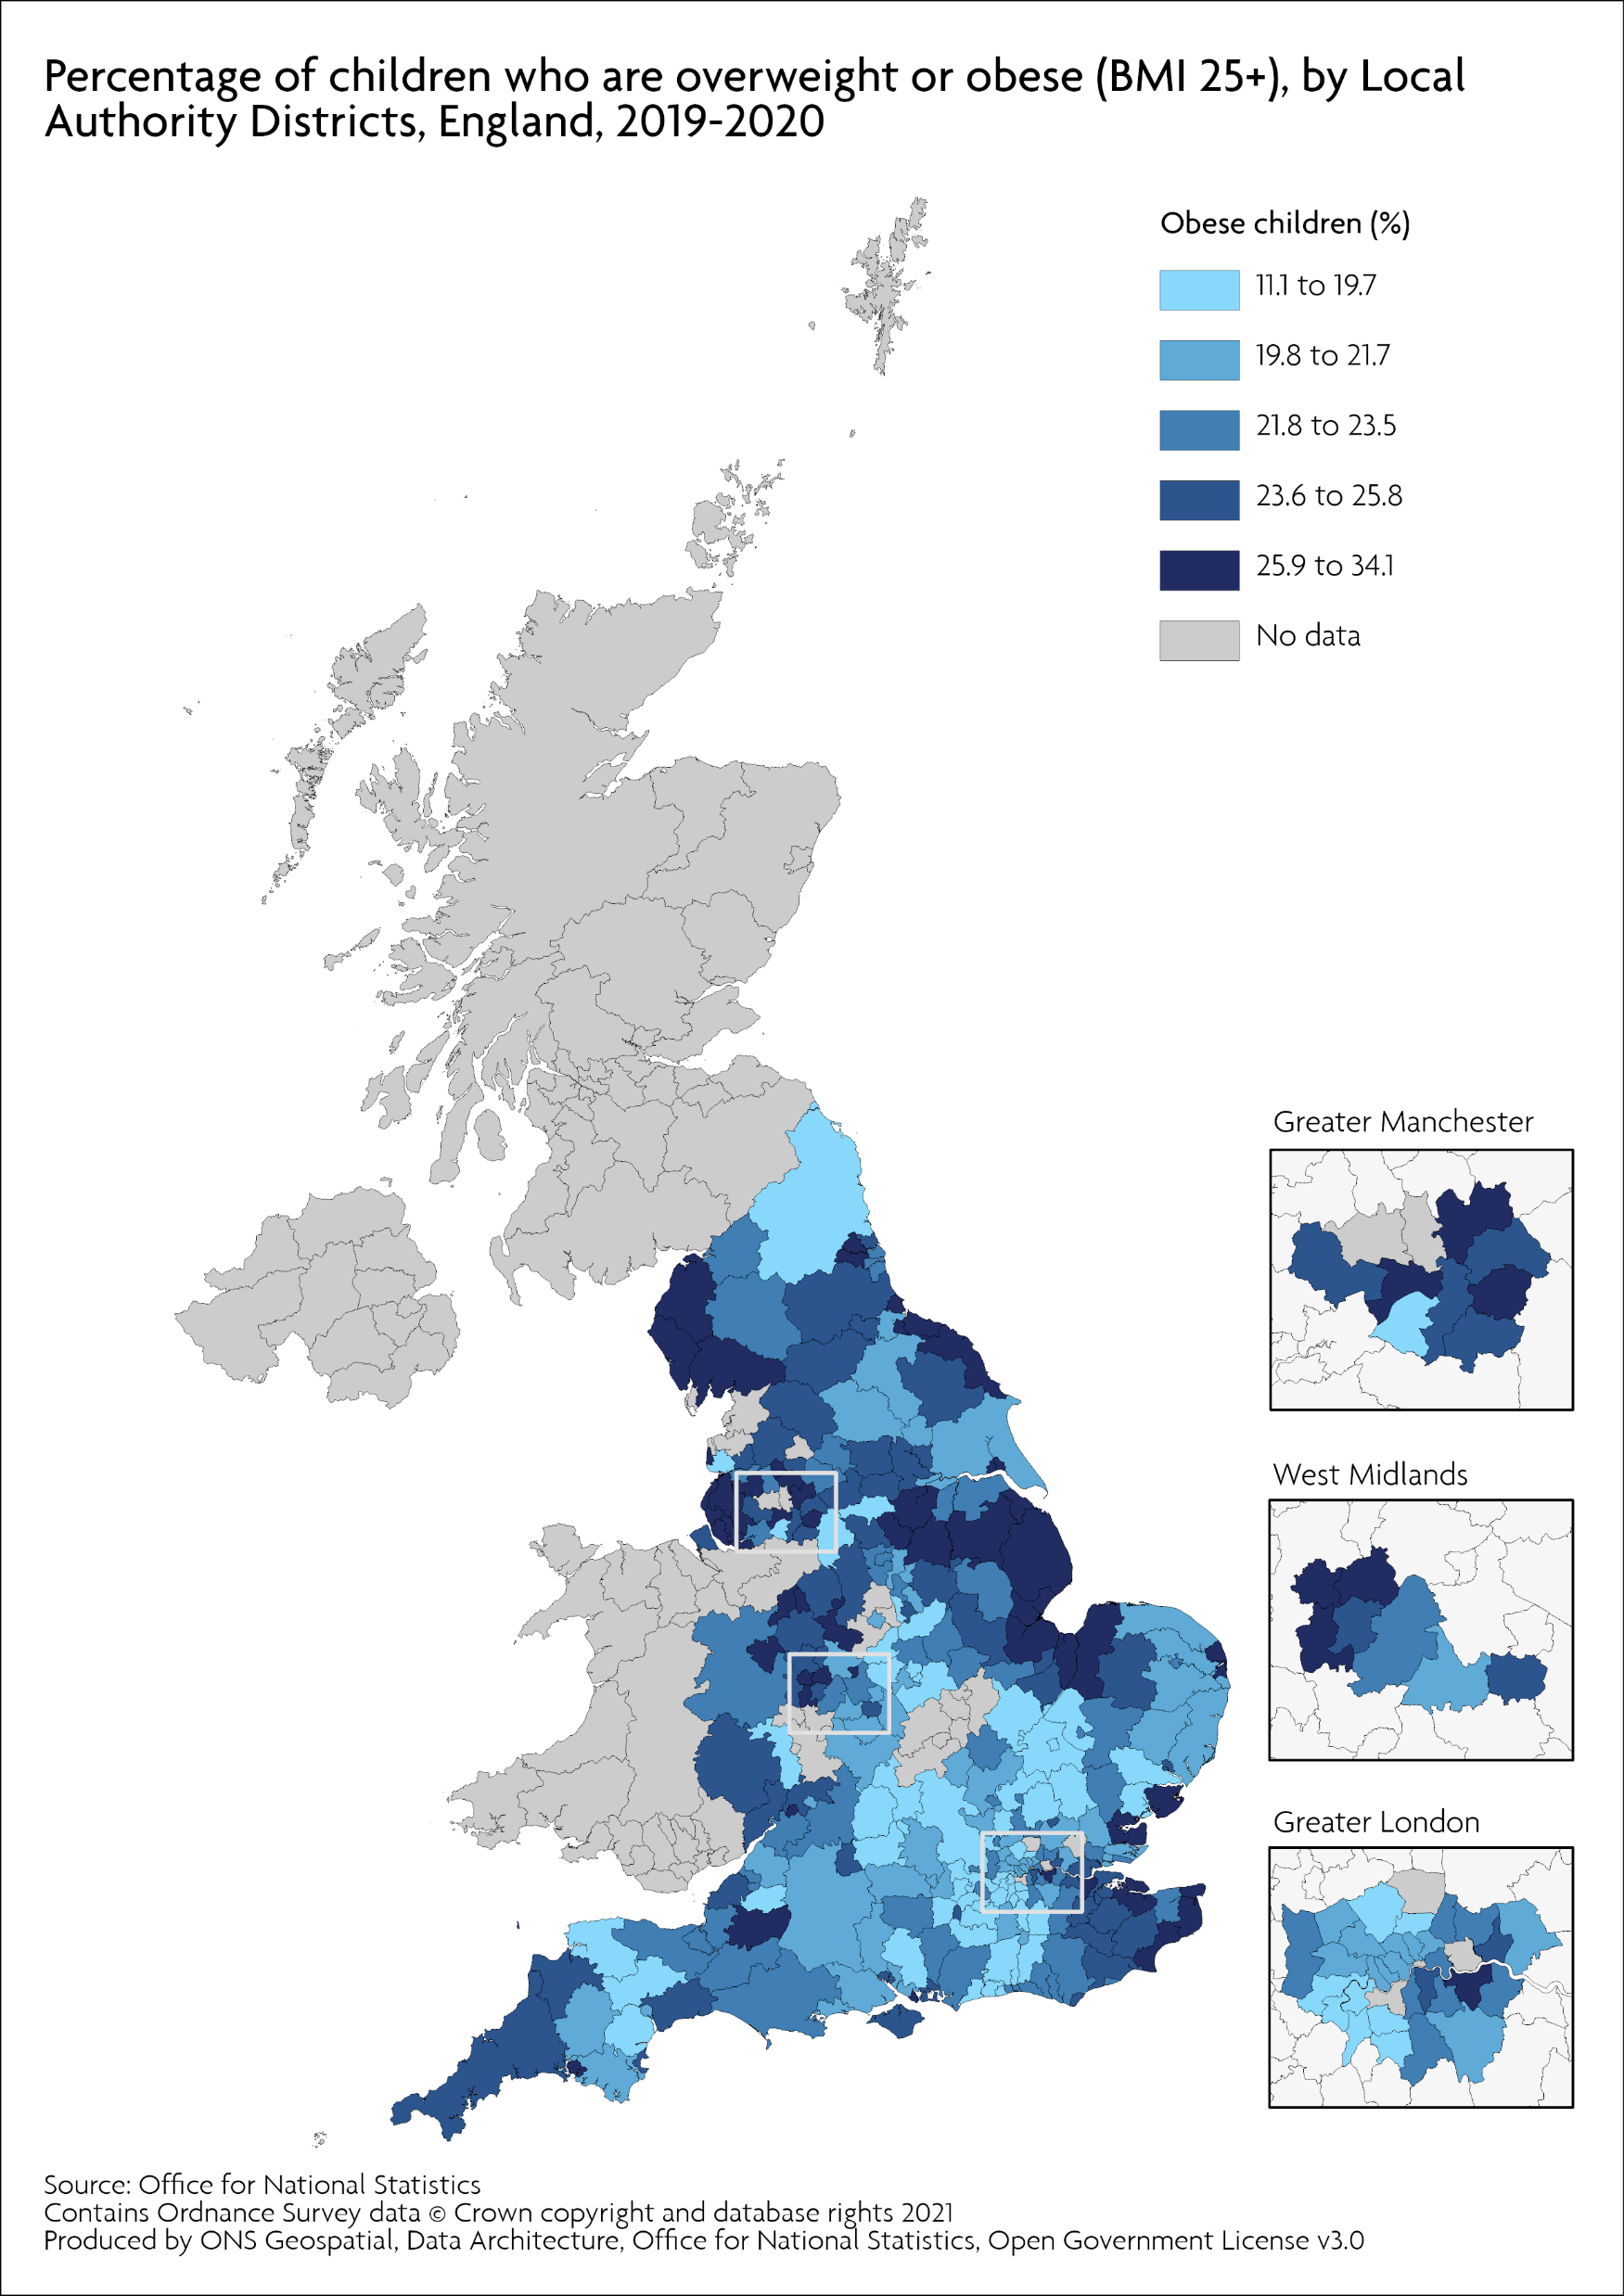 Percentage of children who are overweight or obese (BMI 25+), by Local
Authority Districts, England, 2019-2020
Obese children (%)
11.1 to 19.7
19.8 to 21.7
21.8 to 23.5
23.6 to 25.8
25.9 to 34.1
No data
Greater Manchester
West Midlands
Greater London
Source: Office for National Statistics
Contains Ordnance Survey data © Crown copyright and database rights 2021
Produced by ONS Geospatial, Data Architecture, Office for National Statistics, Open Government License v3.0